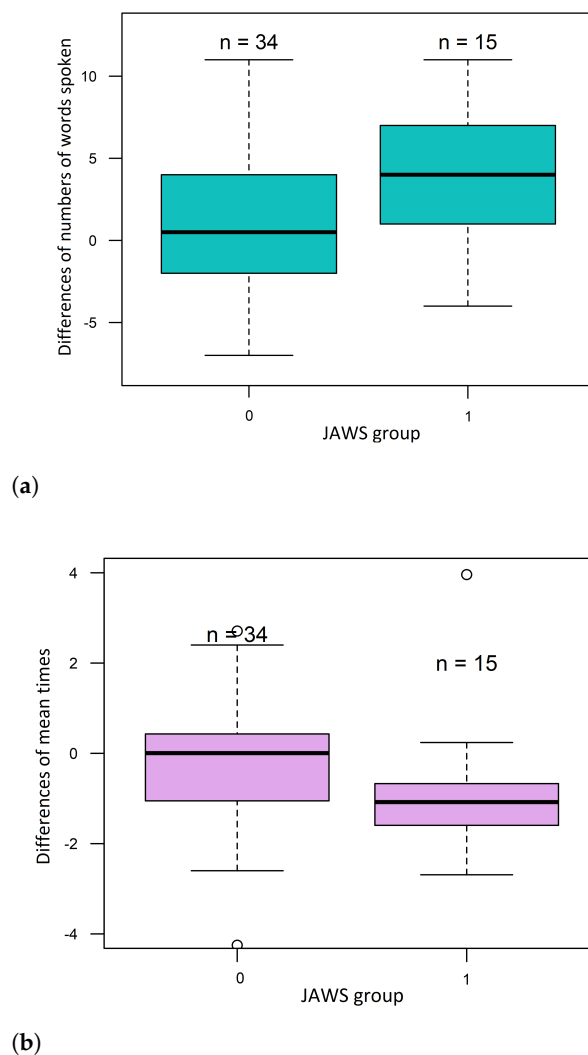 n = 34
n = 15
10
5
0
-5
Differences of numbers of words spoken
0
1
JAWS group
(a)
4
2
0
-2
-4
Differences of mean times
n = 34
n = 15
0
1
JAWS group
(b)